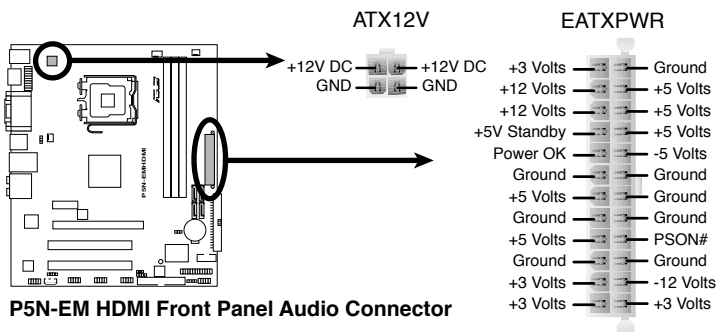 ATX12V
+12V DC +12V DC
GND GND
EATXPWR
+3 Volts Ground
+12 Volts +5 Volts
+12 Volts +5 Volts
+5V Standby +5 Volts
Power OK -5 Volts
Ground Ground
+5 Volts Ground
Ground Ground
+5 Volts PSON#
Ground Ground
+3 Volts -12 Volts
+3 Volts +3 Volts
P5N-EMHDMI
P5N-EM HDMI Front Panel Audio Connector